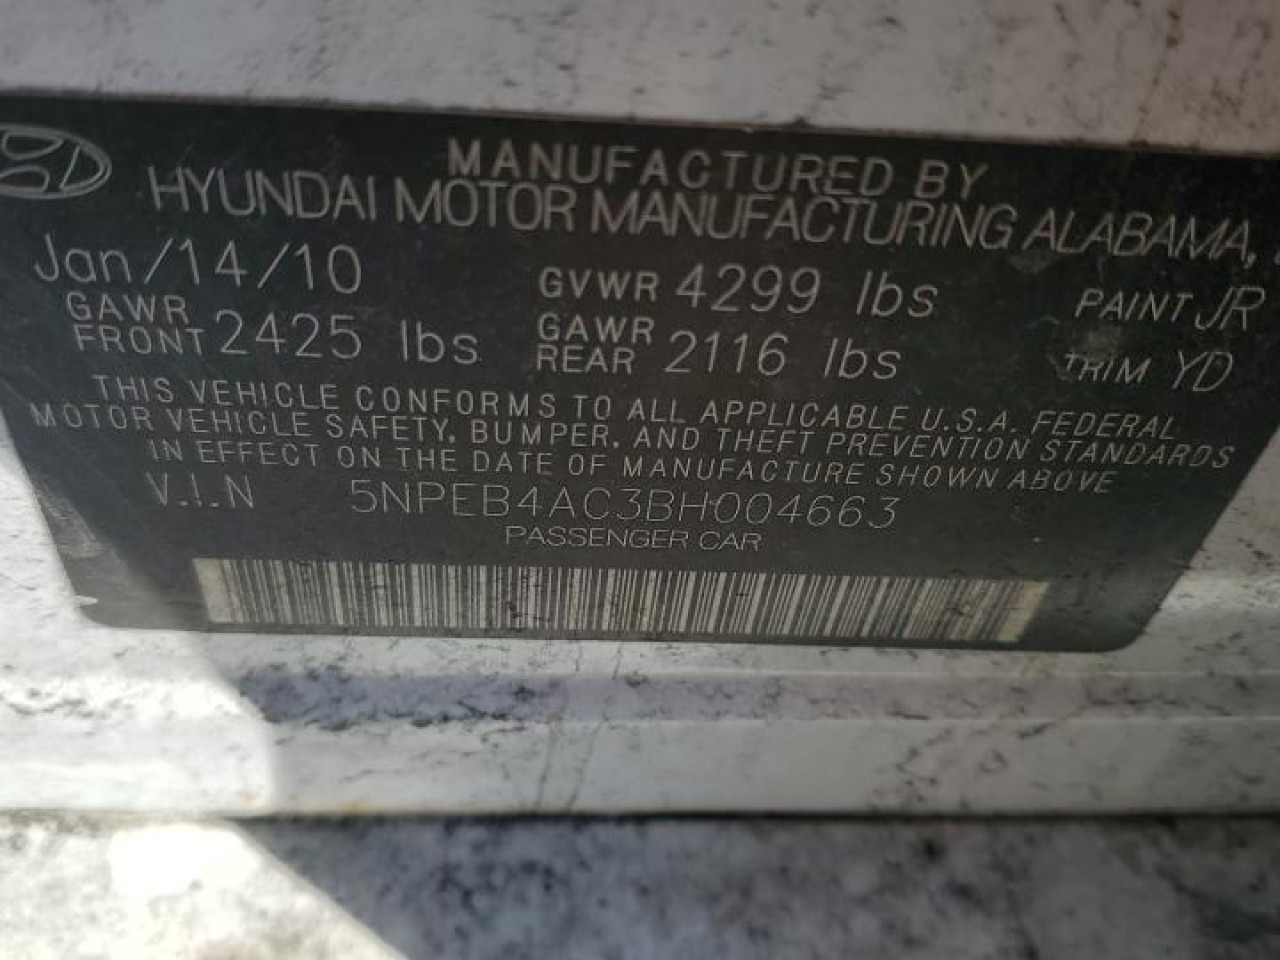 MANUFACTURED BY
HYUNDAI MOTOR MANUFACTURING ALABAMA,
Jan/14/10 GVWR 4299 lbs PAINT JR
GAWR FRONT 2425 lbs GAWR REAR 2116 lbs TRIM YD
THIS VEHICLE CONFORMS TO ALL APPLICABLE U.S.A. FEDERAL
MOTOR VEHICLE SAFETY, BUMPER, AND THEFT PREVENTION STANDARDS
IN EFFECT ON THE DATE OF MANUFACTURE SHOWN ABOVE
V.I.N 5NPEB4AC3BH004663
PASSENGER CAR